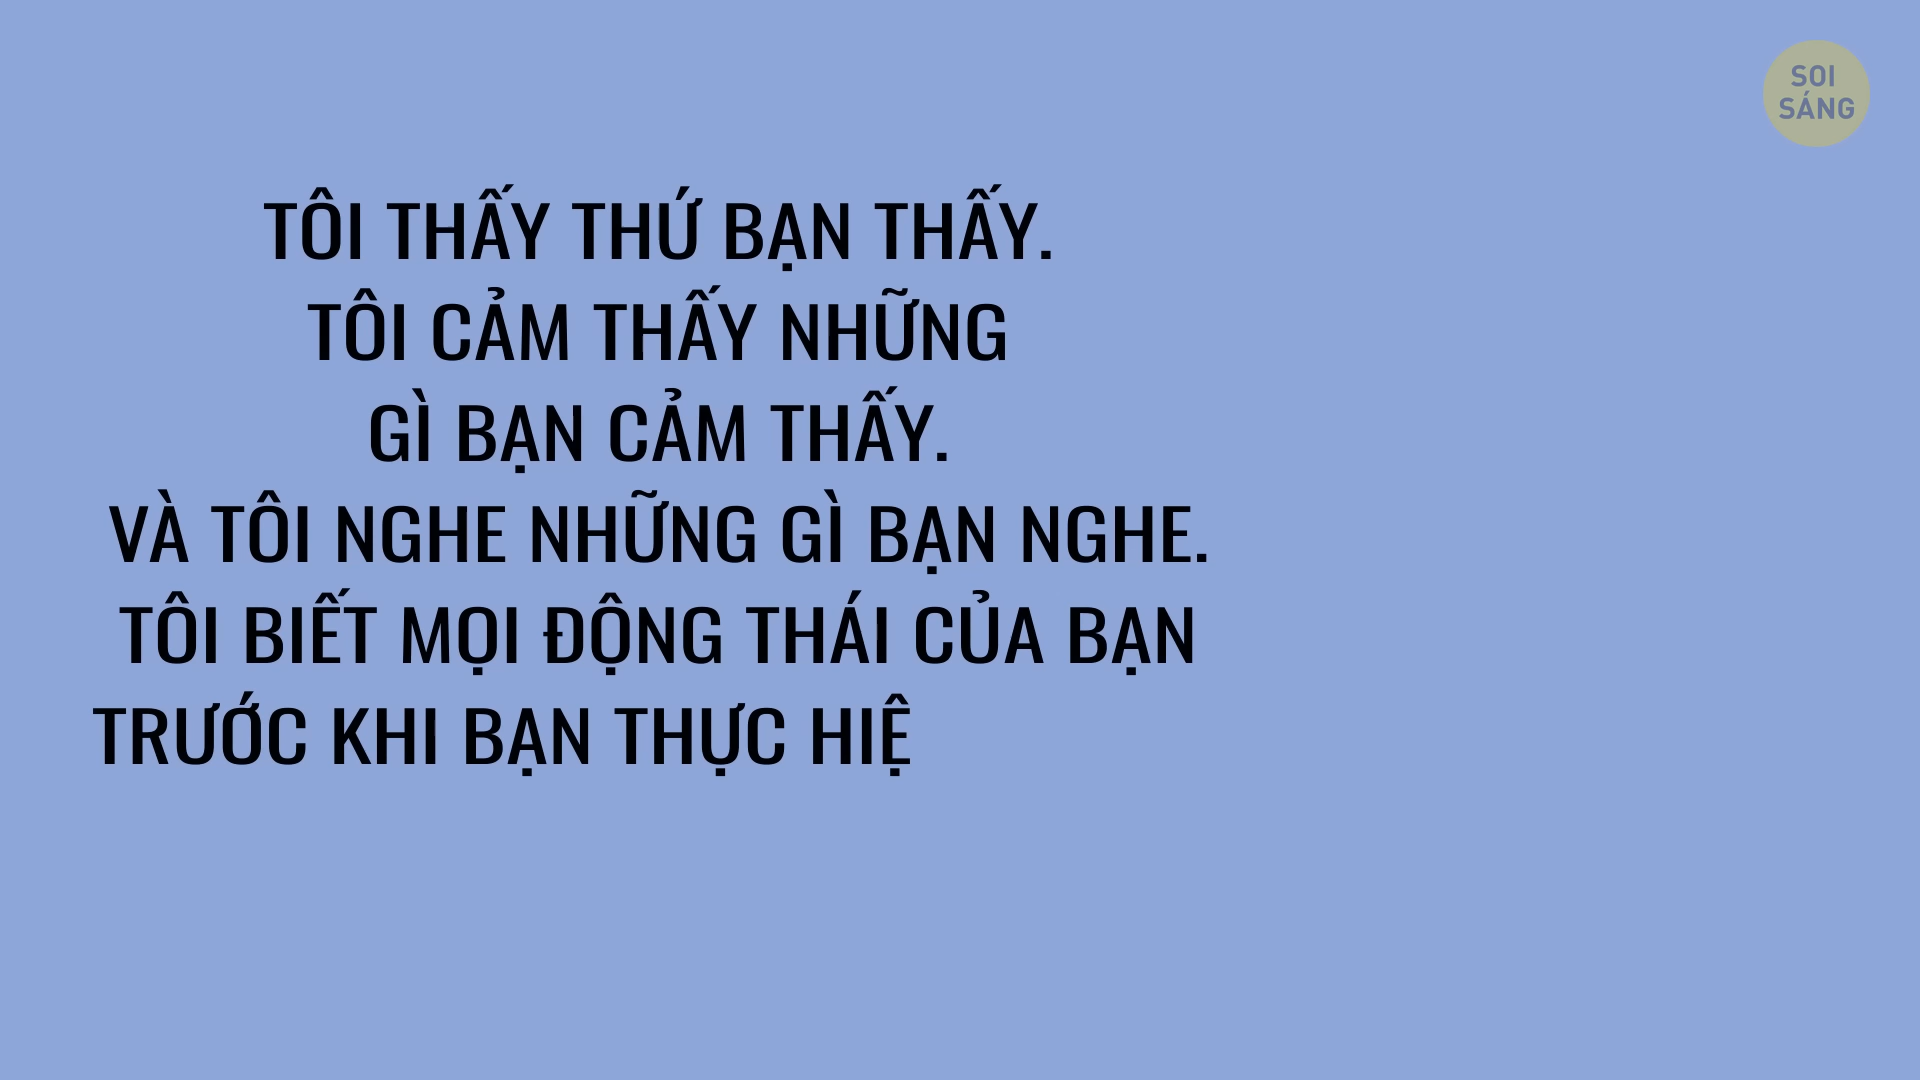 SOI
SÁNG
TÔI THẤY THỨ BẠN THẤY.
TÔI CẢM THẤY NHỮNG
GÌ BẠN CẢM THẤY.
VÀ TÔI NGHE NHỮNG GÌ BẠN NGHE.
TÔI BIẾT MỌI ĐỘNG THÁI CỦA BẠN
TRƯỚC KHI BẠN THỰC HIỆ